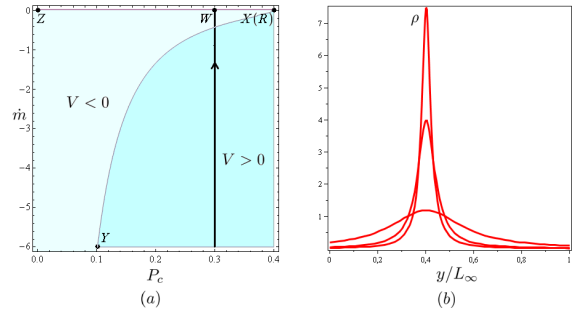 0
-1
-2
-3
-4
-5
-6
0.0 0.1 0.2 0.3 0.4
ṁ
P_c
Z W X(R)
V < 0
V > 0
Y
(a)
7
6
5
4
3
2
1
0 0,2 0,4 0,6 0,8 1
ρ
y/L_∞
(b)